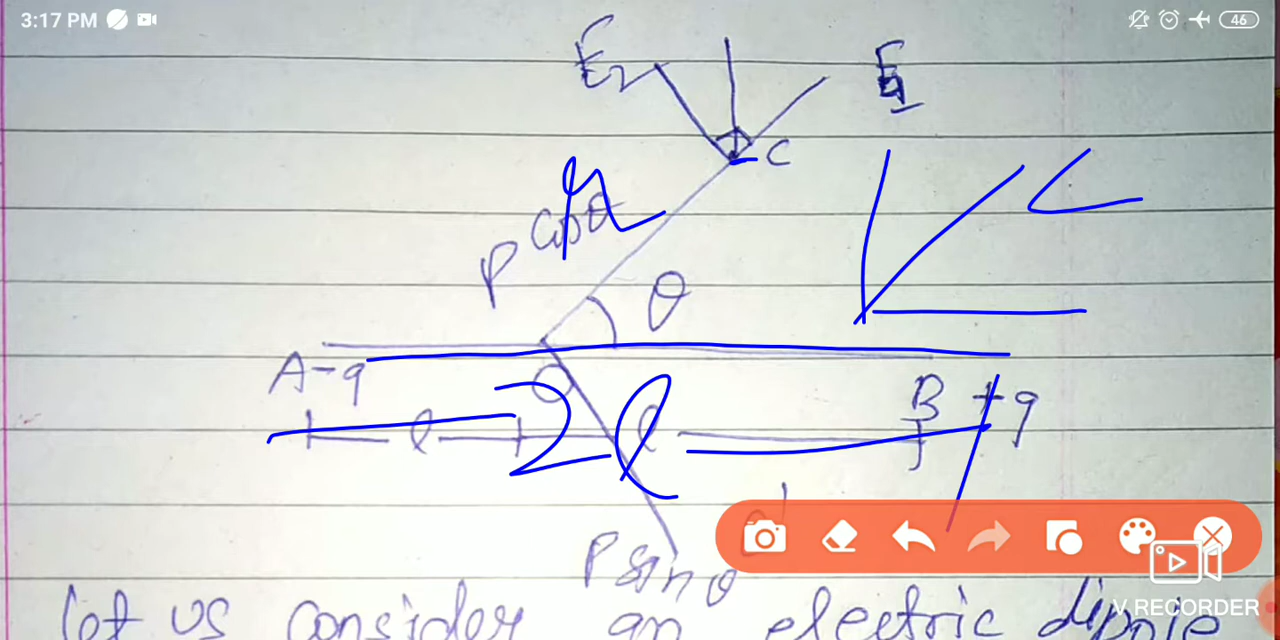 3:17 PM 46
E₂ E₁
C
r
P cosθ
θ
A -q B +q
O
l 2l l
P sinθ
let us consider an electric dipole
V RECORDER